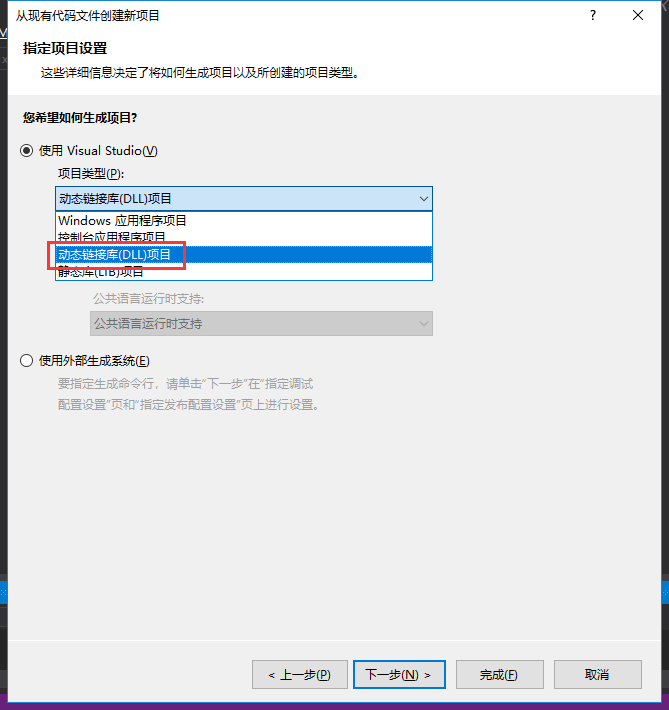 从现有代码文件创建新项目
指定项目设置
这些详细信息决定了将如何生成项目以及所创建的项目类型。
您希望如何生成项目?
使用 Visual Studio(V)
项目类型(P):
动态链接库(DLL)项目
Windows 应用程序项目
控制台应用程序项目
动态链接库(DLL)项目
静态库(LIB)项目
公共语言运行时支持:
公共语言运行时支持
使用外部生成系统(E)
要指定生成命令行，请单击"下一步"在"指定调试
配置设置"页和"指定发布配置设置"页上进行设置。
< 上一步(P)
下一步(N) >
完成(F)
取消